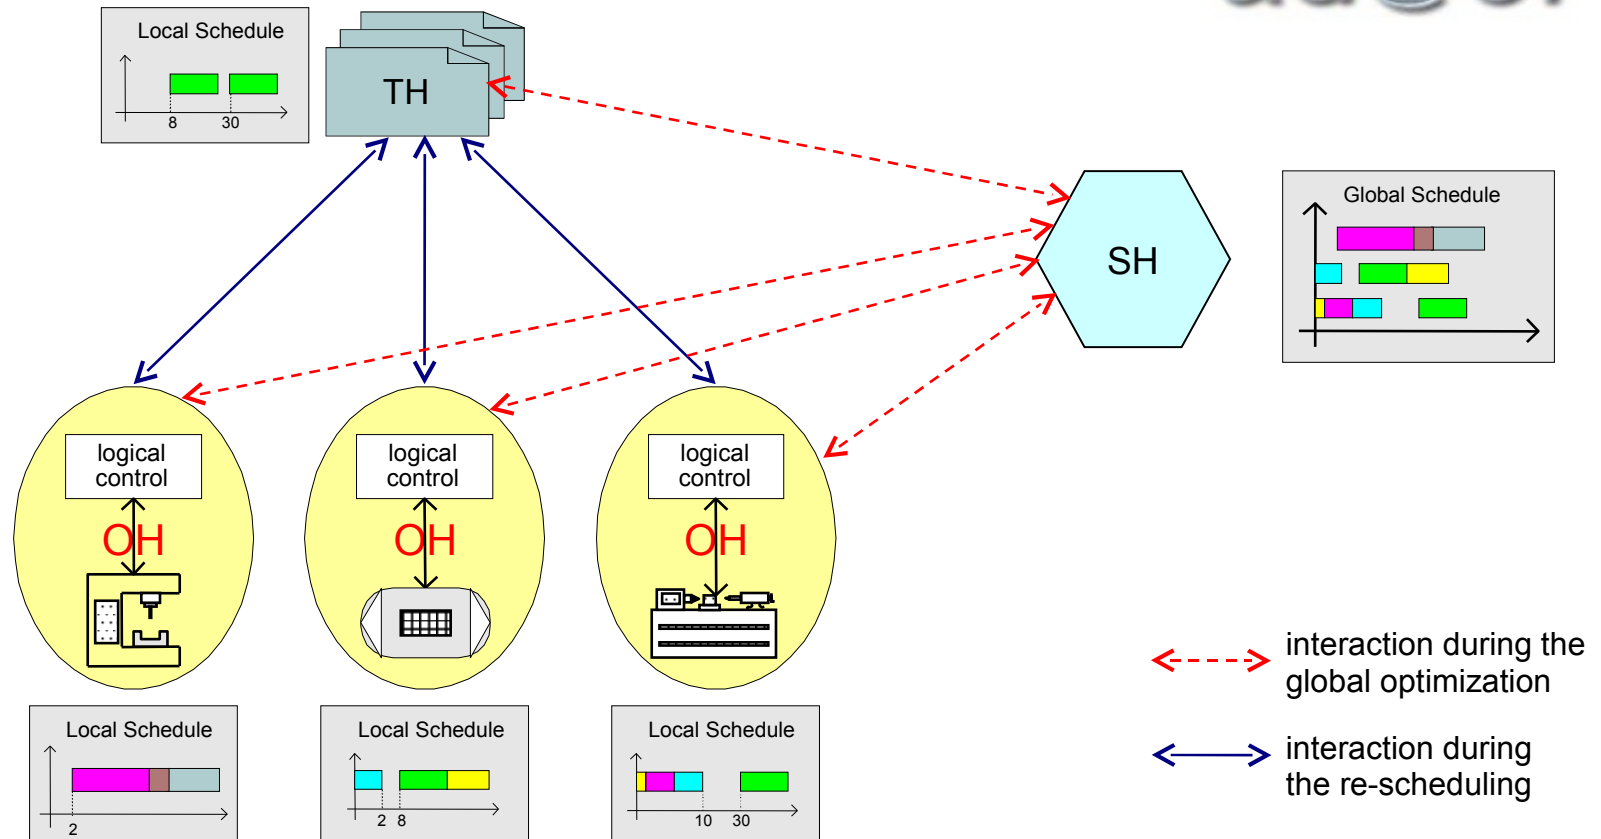 Local Schedule
8 30
TH
SH
Global Schedule
logical
control
OH
logical
control
OH
logical
control
OH
Local Schedule
2
Local Schedule
2 8
Local Schedule
10 30
interaction during the
global optimization
interaction during
the re-scheduling